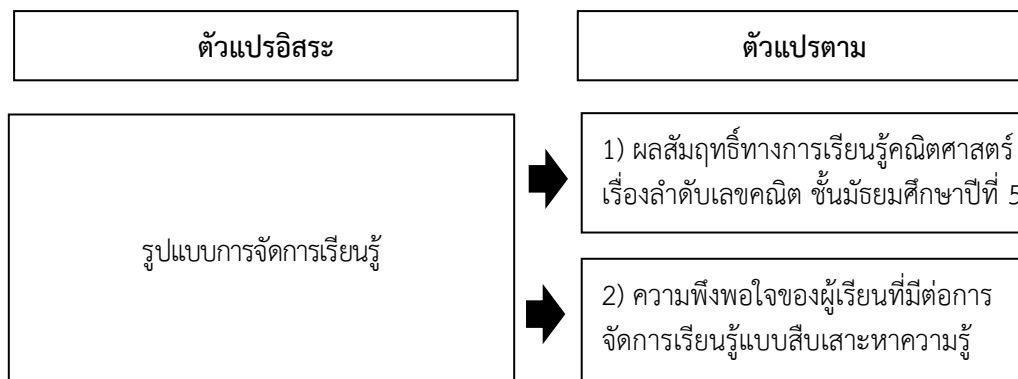 ตัวแปรอิสระ
ตัวแปรตาม
รูปแบบการจัดการเรียนรู้
1) ผลสัมฤทธิ์ทางการเรียนรู้คณิตศาสตร์
เรื่องลำดับเลขคณิต ชั้นมัธยมศึกษาปีที่ 5
2) ความพึงพอใจของผู้เรียนที่มีต่อการ
จัดการเรียนรู้แบบสืบเสาะหาความรู้